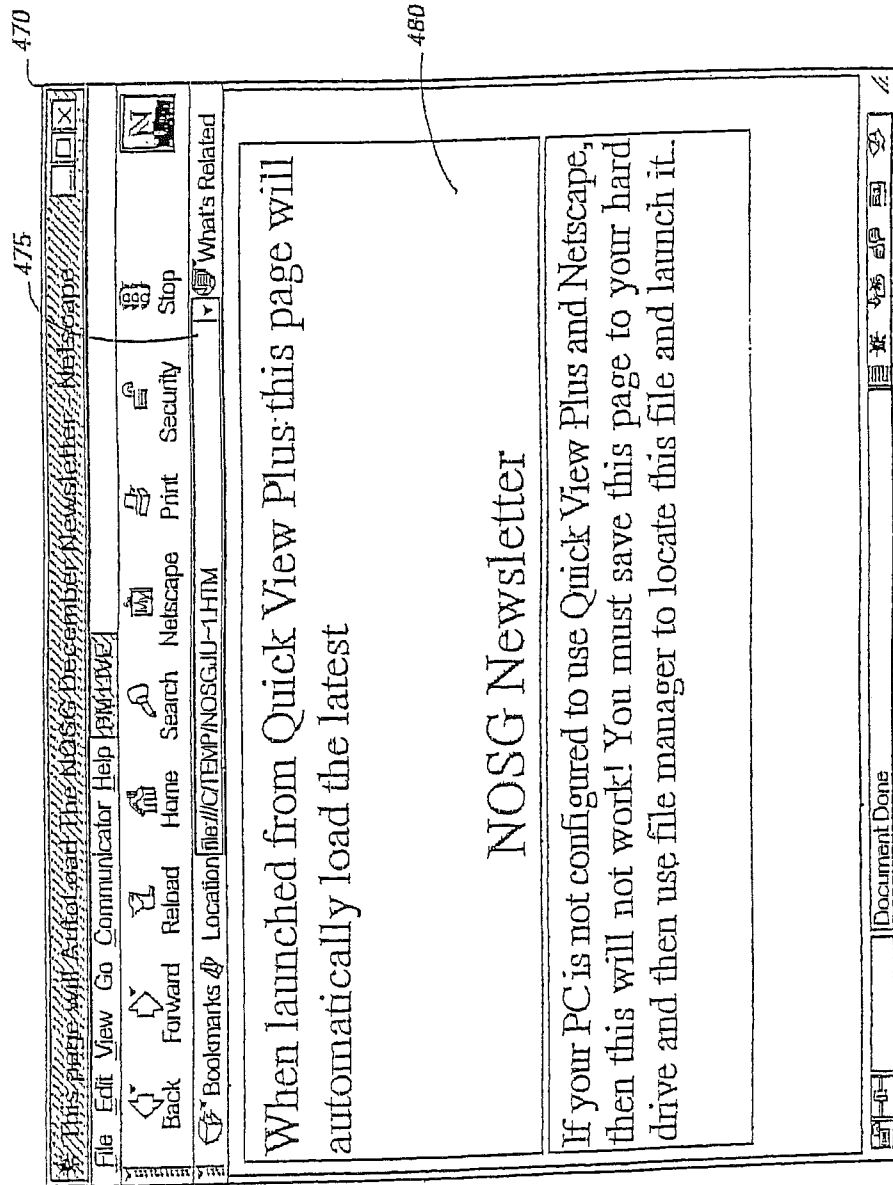 470
475
This page will AutoLoad The NOSG December Newsletter - Netscape
File Edit View Go Communicator Help
Back Forward Reload Home Search Netscape Print Security Stop
N
Bookmarks Location file:///C/TEMP/NOSGJU~1.HTM What's Related
480
When launched from Quick View Plus this page will
automatically load the latest
NOSG Newsletter
If your PC is not configured to use Quick View Plus and Netscape,
then this will not work! You must save this page to your hard
drive and then use file manager to locate this file and launch it..
Document Done